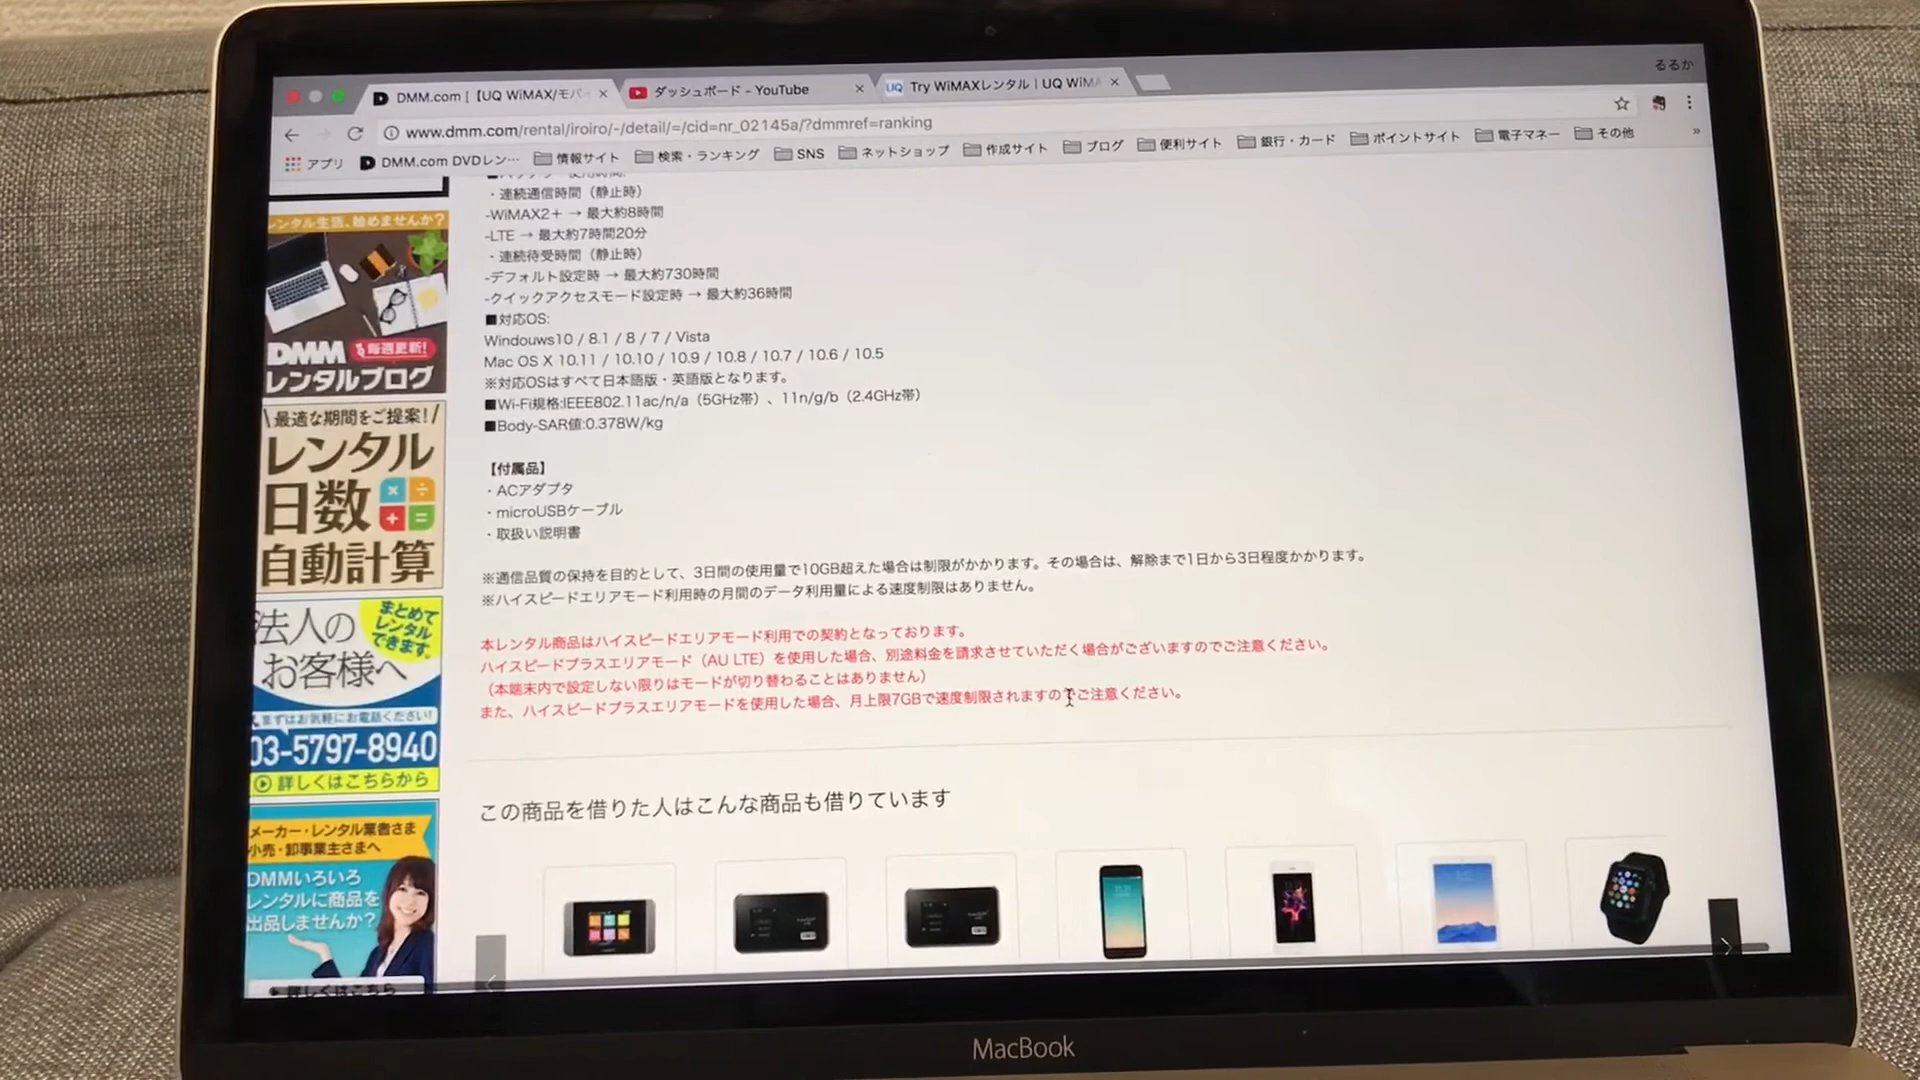 るるか
DMM.com [【UQ WiMAX/モバイ
ダッシュボード - YouTube
UQ Try WiMAXレンタル | UQ WiMA
www.dmm.com/rental/iroiro/-/detail/=/cid=nr_02145a/?dmmref=ranking
アプリ DMM.com DVDレン… 情報サイト 検索・ランキング SNS ネットショップ 作成サイト ブログ 便利サイト 銀行・カード ポイントサイト 電子マネー その他 »
・連続通信時間（静止時）
-WiMAX2＋ → 最大約8時間
-LTE → 最大約7時間20分
・連続待受時間（静止時）
-デフォルト設定時 → 最大約730時間
-クイックアクセスモード設定時 → 最大約36時間
■対応OS:
Windouws10 / 8.1 / 8 / 7 / Vista
Mac OS X 10.11 / 10.10 / 10.9 / 10.8 / 10.7 / 10.6 / 10.5
※対応OSはすべて日本語版・英語版となります。
■Wi-Fi規格:IEEE802.11ac/n/a（5GHz帯）、11n/g/b（2.4GHz帯）
■Body-SAR値:0.378W/kg
【付属品】
・ACアダプタ
・microUSBケーブル
・取扱い説明書
※通信品質の保持を目的として、3日間の使用量で10GB超えた場合は制限がかかります。その場合は、解除まで1日から3日程度かかります。
※ハイスピードエリアモード利用時の月間のデータ利用量による速度制限はありません。
本レンタル商品はハイスピードエリアモード利用での契約となっております。
ハイスピードプラスエリアモード（AU LTE）を使用した場合、別途料金を請求させていただく場合がございますのでご注意ください。
（本端末内で設定しない限りはモードが切り替わることはありません）
また、ハイスピードプラスエリアモードを使用した場合、月上限7GBで速度制限されますのでご注意ください。
この商品を借りた人はこんな商品も借りています
レンタル生活、始めませんか？
DMM 毎週更新!
レンタルブログ
最適な期間をご提案!
レンタル
日数
自動計算
法人の
お客様へ
まとめて
レンタル
できます。
まずはお気軽にお電話ください!
03-5797-8940
詳しくはこちらから
メーカー・レンタル業者さま
小売・卸事業主さまへ
DMMいろいろ
レンタルに商品を
出品しませんか？
詳しくはこちら
MacBook